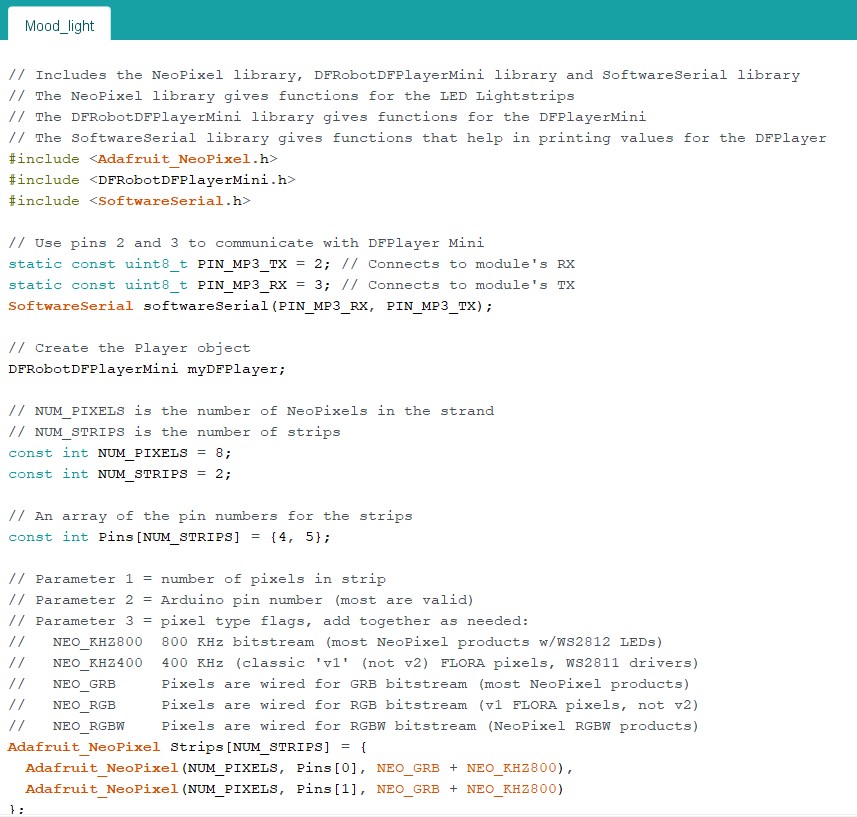 Mood_light
// Includes the NeoPixel library, DFRobotDFPlayerMini library and SoftwareSerial library
// The NeoPixel library gives functions for the LED Lightstrips
// The DFRobotDFPlayerMini library gives functions for the DFPlayerMini
// The SoftwareSerial library gives functions that help in printing values for the DFPlayer
#include <Adafruit_NeoPixel.h>
#include <DFRobotDFPlayerMini.h>
#include <SoftwareSerial.h>
// Use pins 2 and 3 to communicate with DFPlayer Mini
static const uint8_t PIN_MP3_TX = 2; // Connects to module's RX
static const uint8_t PIN_MP3_RX = 3; // Connects to module's TX
SoftwareSerial softwareSerial(PIN_MP3_RX, PIN_MP3_TX);
// Create the Player object
DFRobotDFPlayerMini myDFPlayer;
// NUM_PIXELS is the number of NeoPixels in the strand
// NUM_STRIPS is the number of strips
const int NUM_PIXELS = 8;
const int NUM_STRIPS = 2;
// An array of the pin numbers for the strips
const int Pins[NUM_STRIPS] = {4, 5};
// Parameter 1 = number of pixels in strip
// Parameter 2 = Arduino pin number (most are valid)
// Parameter 3 = pixel type flags, add together as needed:
//   NEO_KHZ800  800 KHz bitstream (most NeoPixel products w/WS2812 LEDs)
//   NEO_KHZ400  400 KHz (classic 'v1' (not v2) FLORA pixels, WS2811 drivers)
//   NEO_GRB     Pixels are wired for GRB bitstream (most NeoPixel products)
//   NEO_RGB     Pixels are wired for RGB bitstream (v1 FLORA pixels, not v2)
//   NEO_RGBW    Pixels are wired for RGBW bitstream (NeoPixel RGBW products)
Adafruit_NeoPixel Strips[NUM_STRIPS] = {
  Adafruit_NeoPixel(NUM_PIXELS, Pins[0], NEO_GRB + NEO_KHZ800),
  Adafruit_NeoPixel(NUM_PIXELS, Pins[1], NEO_GRB + NEO_KHZ800)
};